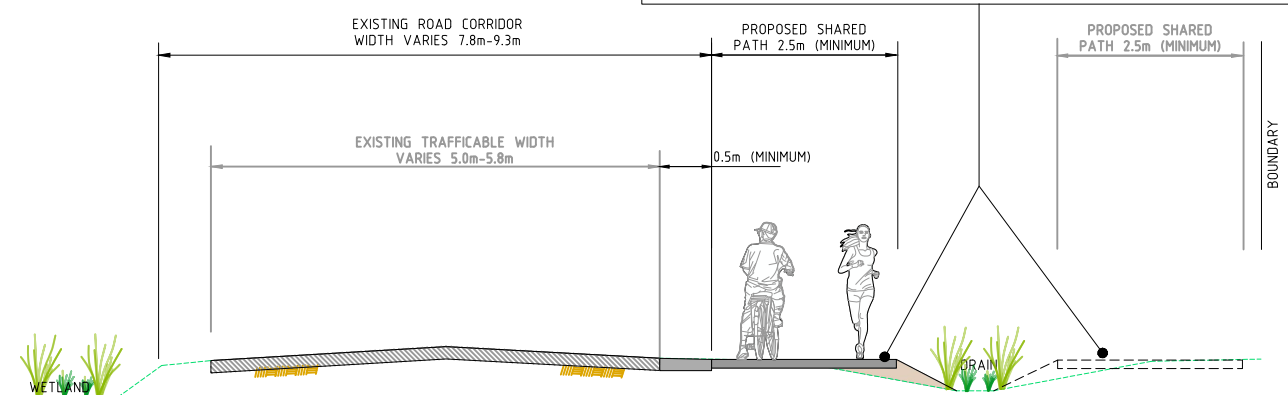 EXISTING ROAD CORRIDOR
WIDTH VARIES 7.8m-9.3m
PROPOSED SHARED
PATH 2.5m (MINIMUM)
PROPOSED SHARED
PATH 2.5m (MINIMUM)
EXISTING TRAFFICABLE WIDTH
VARIES 5.0m-5.8m
0.5m (MINIMUM)
BOUNDARY
WETLAND
DRAIN